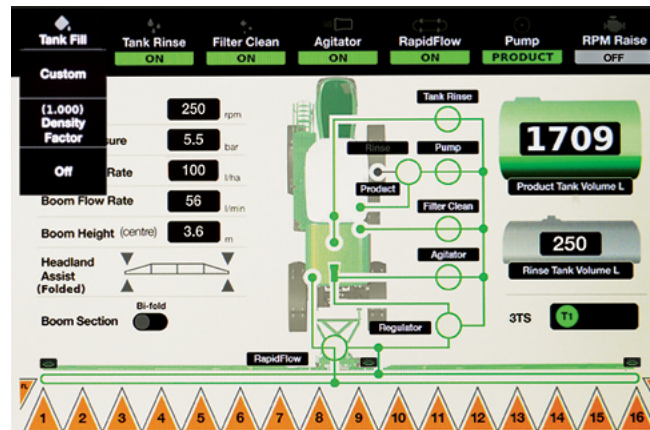 Tank Fill
Tank Rinse
Filter Clean
Agitator
RapidFlow
Pump
RPM Raise
ON
ON
ON
ON
PRODUCT
OFF
Custom
(1.000)
Density
Factor
Off
250 rpm
sure 5.5 bar
Rate 100 l/ha
Boom Flow Rate 56 l/min
Boom Height (centre) 3.6 m
Headland
Assist
(Folded)
Bi-fold
Boom Section
Tank Rinse
Rinse
Pump
Product
Filter Clean
Agitator
Regulator
RapidFlow
1709
Product Tank Volume L
250
Rinse Tank Volume L
3TS T1
1 2 3 4 5 6 7 8 9 10 11 12 13 14 15 16